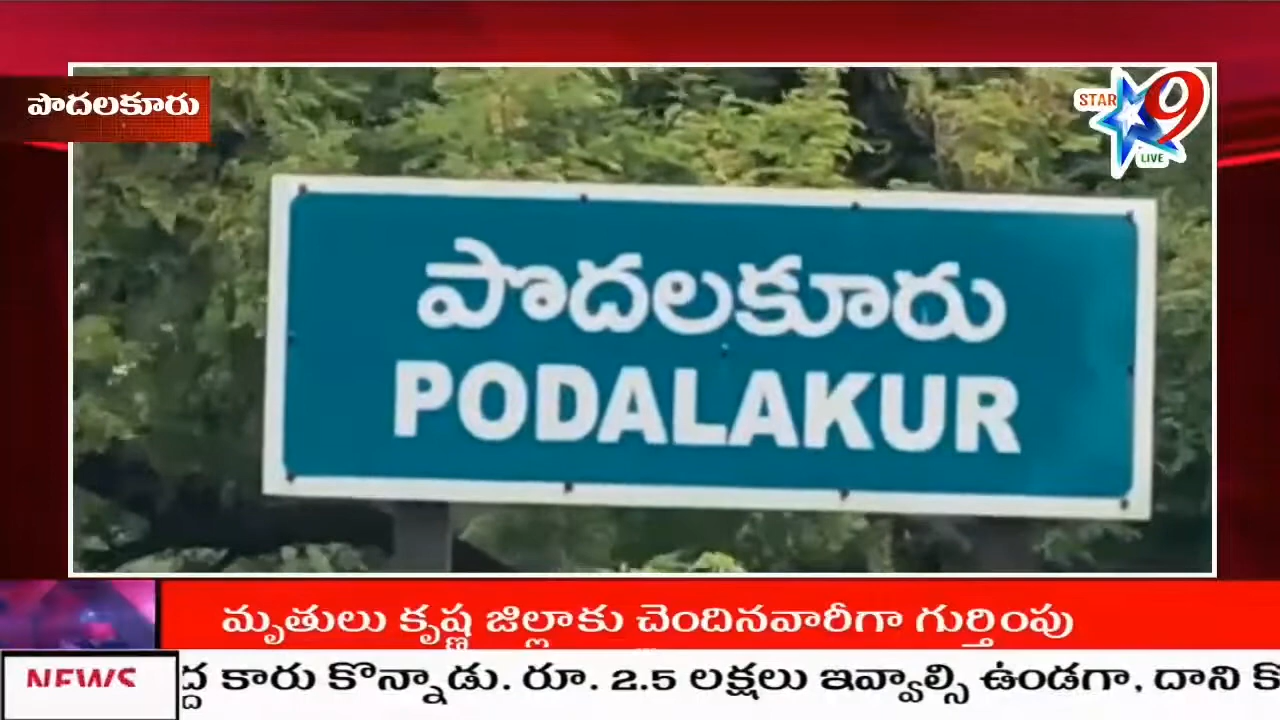 పొదలకూరు
STAR 9
LIVE
పొదలకూరు
PODALAKUR
మృతులు కృష్ణ జిల్లాకు చెందినవారీగా గుర్తింపు
NEWS
ద్ద కారు కొన్నాడు. రూ. 2.5 లక్షలు ఇవ్వాల్సి ఉండగా, దాని